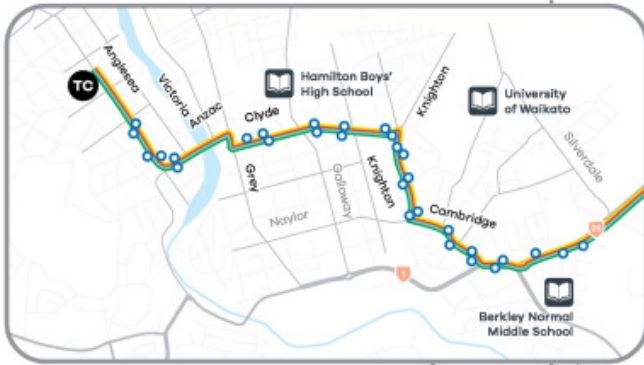 TC
Anglesea
Victoria
Anzac
Clyde
Hamilton Boys'
High School
Knighton
University
of Waikato
Silverdale
Grey
Galloway
Knighton
Naylor
Cambridge
26
1
Berkley Normal
Middle School